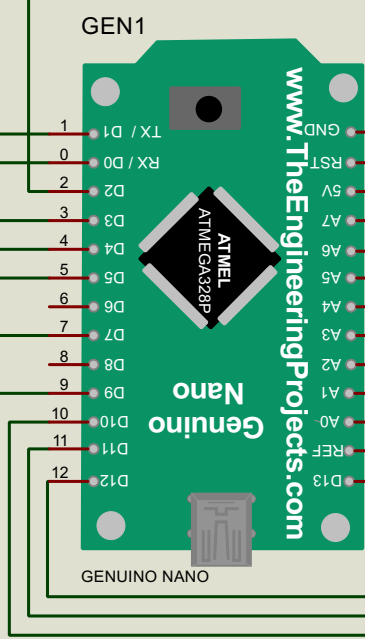 GEN1
1
TX / D1
0
RX / D0
2
D2
3
D3
4
D4
5
D5
6
D6
7
D7
8
D8
9
D9
10
D10
11
D11
12
D12
ATMEL
ATMEGA328P
Genuino
Nano
www.TheEngineeringProjects.com
GND
RST
5V
A7
A6
A5
A4
A3
A2
A1
A0
REF
D13
GENUINO NANO